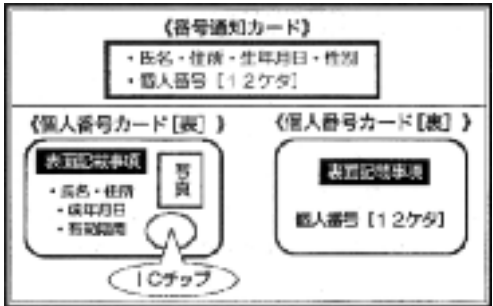 《番号通知カード》
・氏名・住所・生年月日・性別
・個人番号［１２ケタ］
《個人番号カード［表］》
表面記載事項
・氏名・住所
・生年月日
・有効期間
写真
ＩＣチップ
《個人番号カード［裏］》
裏面記載事項
個人番号［１２ケタ］